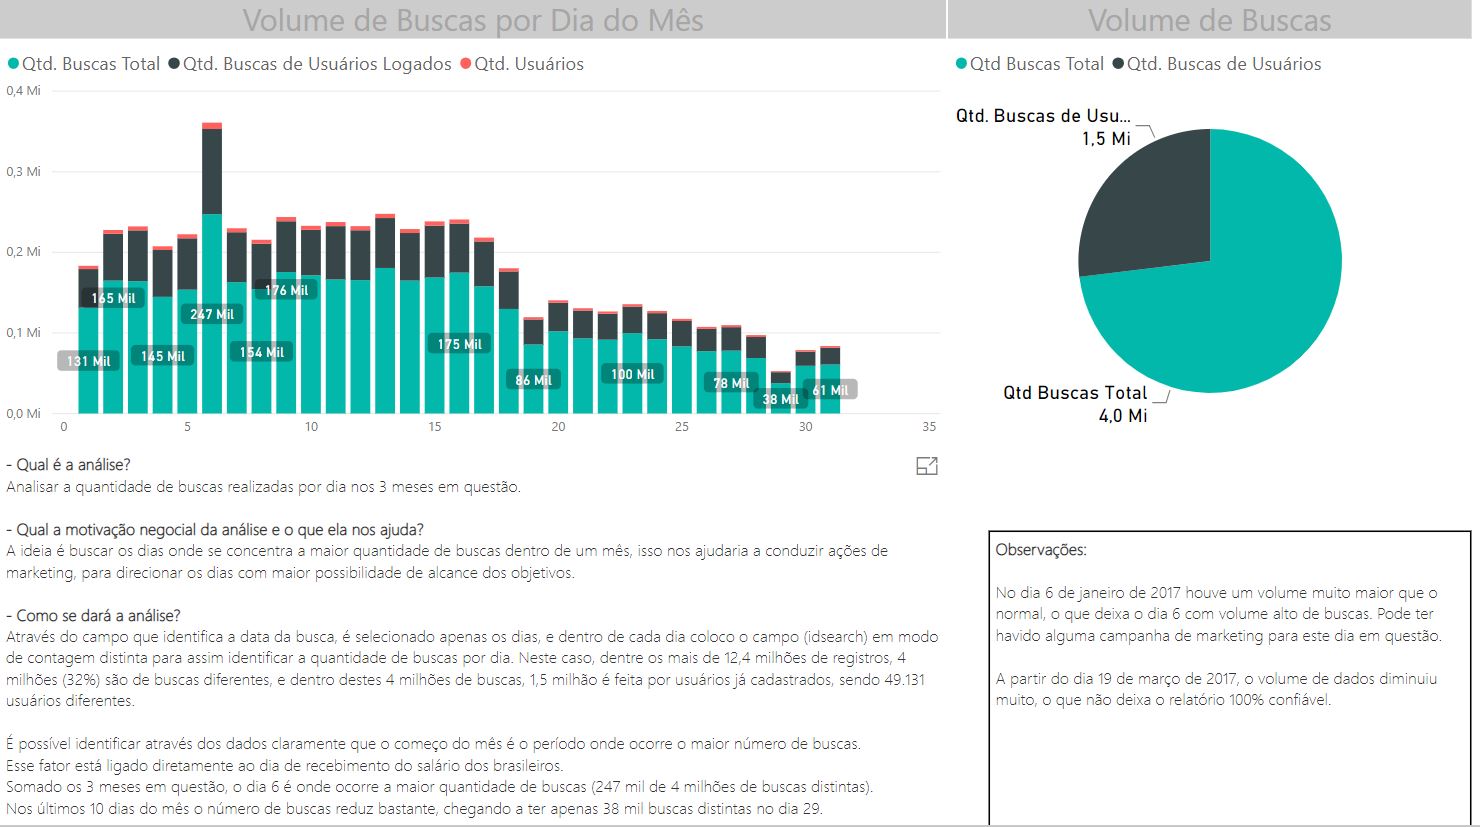 Volume de Buscas por Dia do Mês
Qtd. Buscas Total Qtd. Buscas de Usuários Logados Qtd. Usuários
0,4 Mi
0,3 Mi
0,2 Mi
0,1 Mi
0,0 Mi
131 Mil
165 Mil
145 Mil
247 Mil
154 Mil
176 Mil
175 Mil
86 Mil
100 Mil
78 Mil
38 Mil
61 Mil
0 5 10 15 20 25 30 35
Volume de Buscas
Qtd Buscas Total Qtd. Buscas de Usuários
Qtd. Buscas de Usu...
1,5 Mi
Qtd Buscas Total
4,0 Mi
- Qual é a análise?
Analisar a quantidade de buscas realizadas por dia nos 3 meses em questão.
- Qual a motivação negocial da análise e o que ela nos ajuda?
A ideia é buscar os dias onde se concentra a maior quantidade de buscas dentro de um mês, isso nos ajudaria a conduzir ações de
marketing, para direcionar os dias com maior possibilidade de alcance dos objetivos.
- Como se dará a análise?
Através do campo que identifica a data da busca, é selecionado apenas os dias, e dentro de cada dia coloco o campo (idsearch) em modo
de contagem distinta para assim identificar a quantidade de buscas por dia. Neste caso, dentre os mais de 12,4 milhões de registros, 4
milhões (32%) são de buscas diferentes, e dentro destes 4 milhões de buscas, 1,5 milhão é feita por usuários já cadastrados, sendo 49.131
usuários diferentes.
É possível identificar através dos dados claramente que o começo do mês é o período onde ocorre o maior número de buscas.
Esse fator está ligado diretamente ao dia de recebimento do salário dos brasileiros.
Somado os 3 meses em questão, o dia 6 é onde ocorre a maior quantidade de buscas (247 mil de 4 milhões de buscas distintas).
Nos últimos 10 dias do mês o número de buscas reduz bastante, chegando a ter apenas 38 mil buscas distintas no dia 29.
Observações:
No dia 6 de janeiro de 2017 houve um volume muito maior que o
normal, o que deixa o dia 6 com volume alto de buscas. Pode ter
havido alguma campanha de marketing para este dia em questão.
A partir do dia 19 de março de 2017, o volume de dados diminuiu
muito, o que não deixa o relatório 100% confiável.